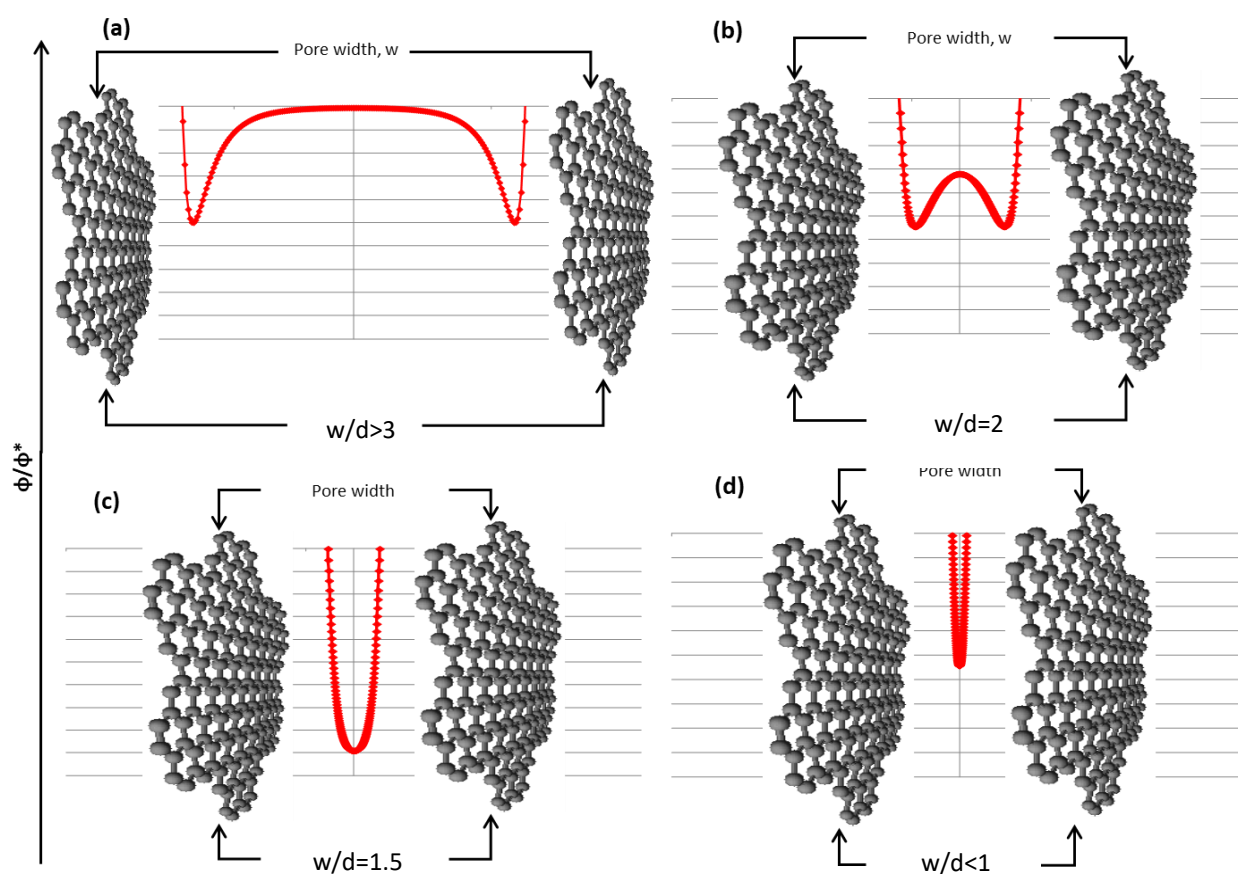 (a)
Pore width, w
w/d>3
(b)
Pore width, w
w/d=2
ϕ/ϕ*
(c)
Pore width
w/d=1.5
(d)
Pore width
w/d<1